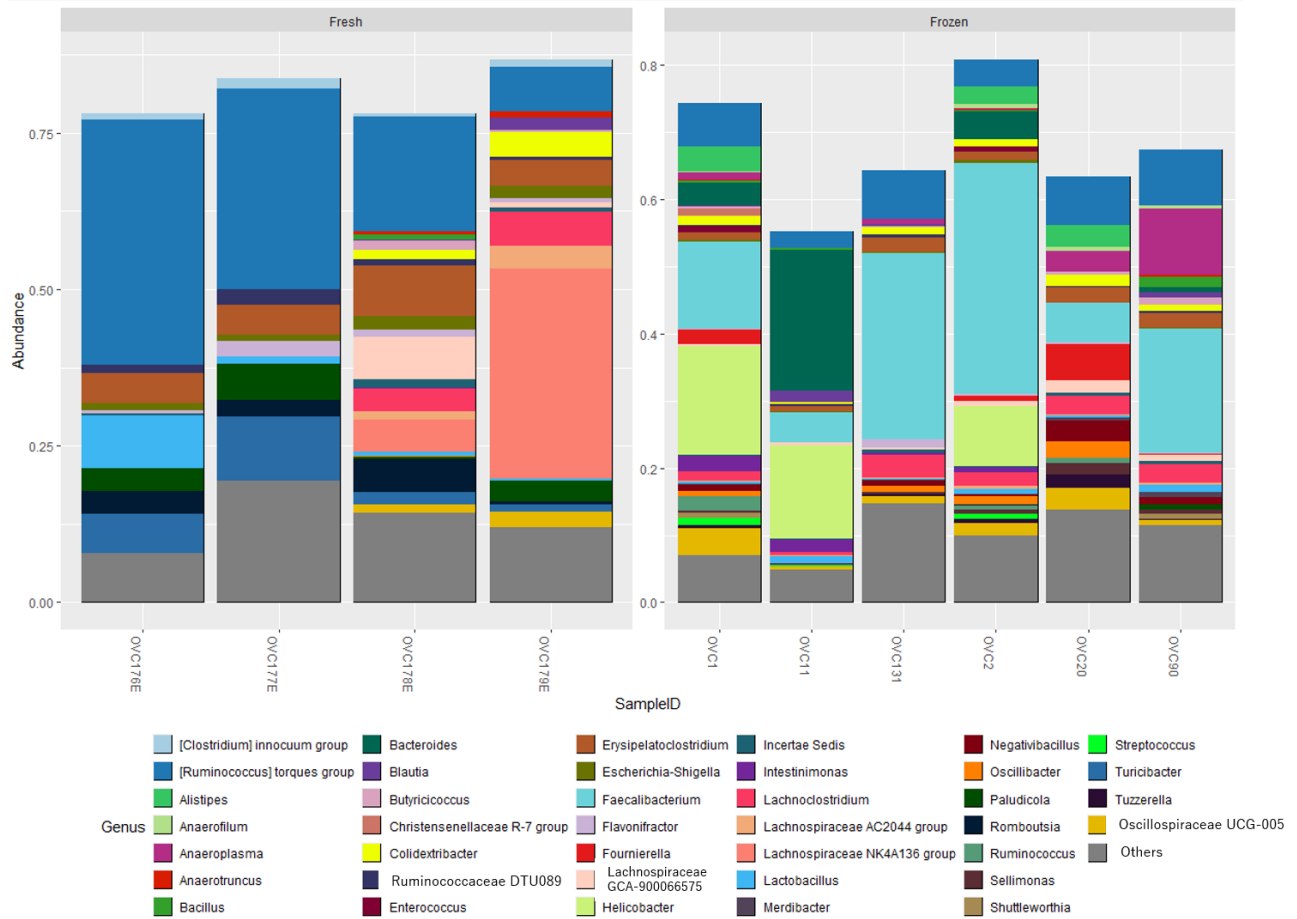 Fresh
Frozen
Abundance
0.75
0.50
0.25
0.00
0.8
0.6
0.4
0.2
0.0
OVC176E
OVC177E
OVC178E
OVC179E
OVC1
OVC11
OVC131
OVC2
OVC20
OVC90
SampleID
Genus
[Clostridium] innocuum group
[Ruminococcus] torques group
Alistipes
Anaerofilum
Anaeroplasma
Anaerotruncus
Bacillus
Bacteroides
Blautia
Butyricicoccus
Christensenellaceae R-7 group
Colidextribacter
Ruminococcaceae DTU089
Enterococcus
Erysipelatoclostridium
Escherichia-Shigella
Faecalibacterium
Flavonifractor
Fournierella
Lachnospiraceae
GCA-900066575
Helicobacter
Incertae Sedis
Intestinimonas
Lachnoclostridium
Lachnospiraceae AC2044 group
Lachnospiraceae NK4A136 group
Lactobacillus
Merdibacter
Negativibacillus
Oscillibacter
Paludicola
Romboutsia
Ruminococcus
Sellimonas
Shuttleworthia
Streptococcus
Turicibacter
Tuzzerella
Oscillospiraceae UCG-005
Others